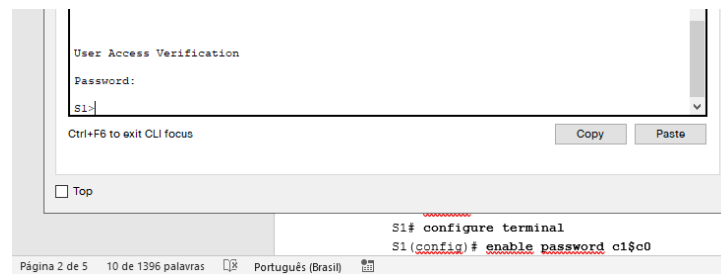 User Access Verification
Password:
S1>
Ctrl+F6 to exit CLI focus
Copy
Paste
Top
S1# configure terminal
S1(config)# enable password c1$c0
Página 2 de 5 10 de 1396 palavras Português (Brasil)